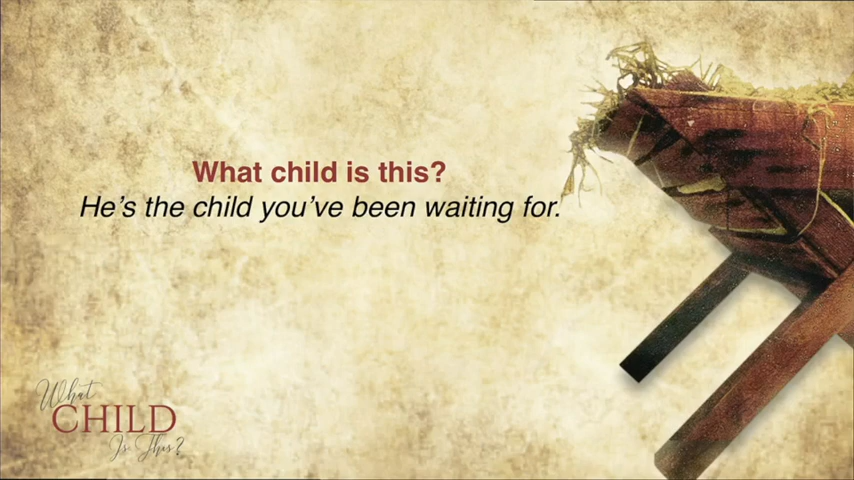 What child is this?
He's the child you've been waiting for.
What
CHILD
Is This?